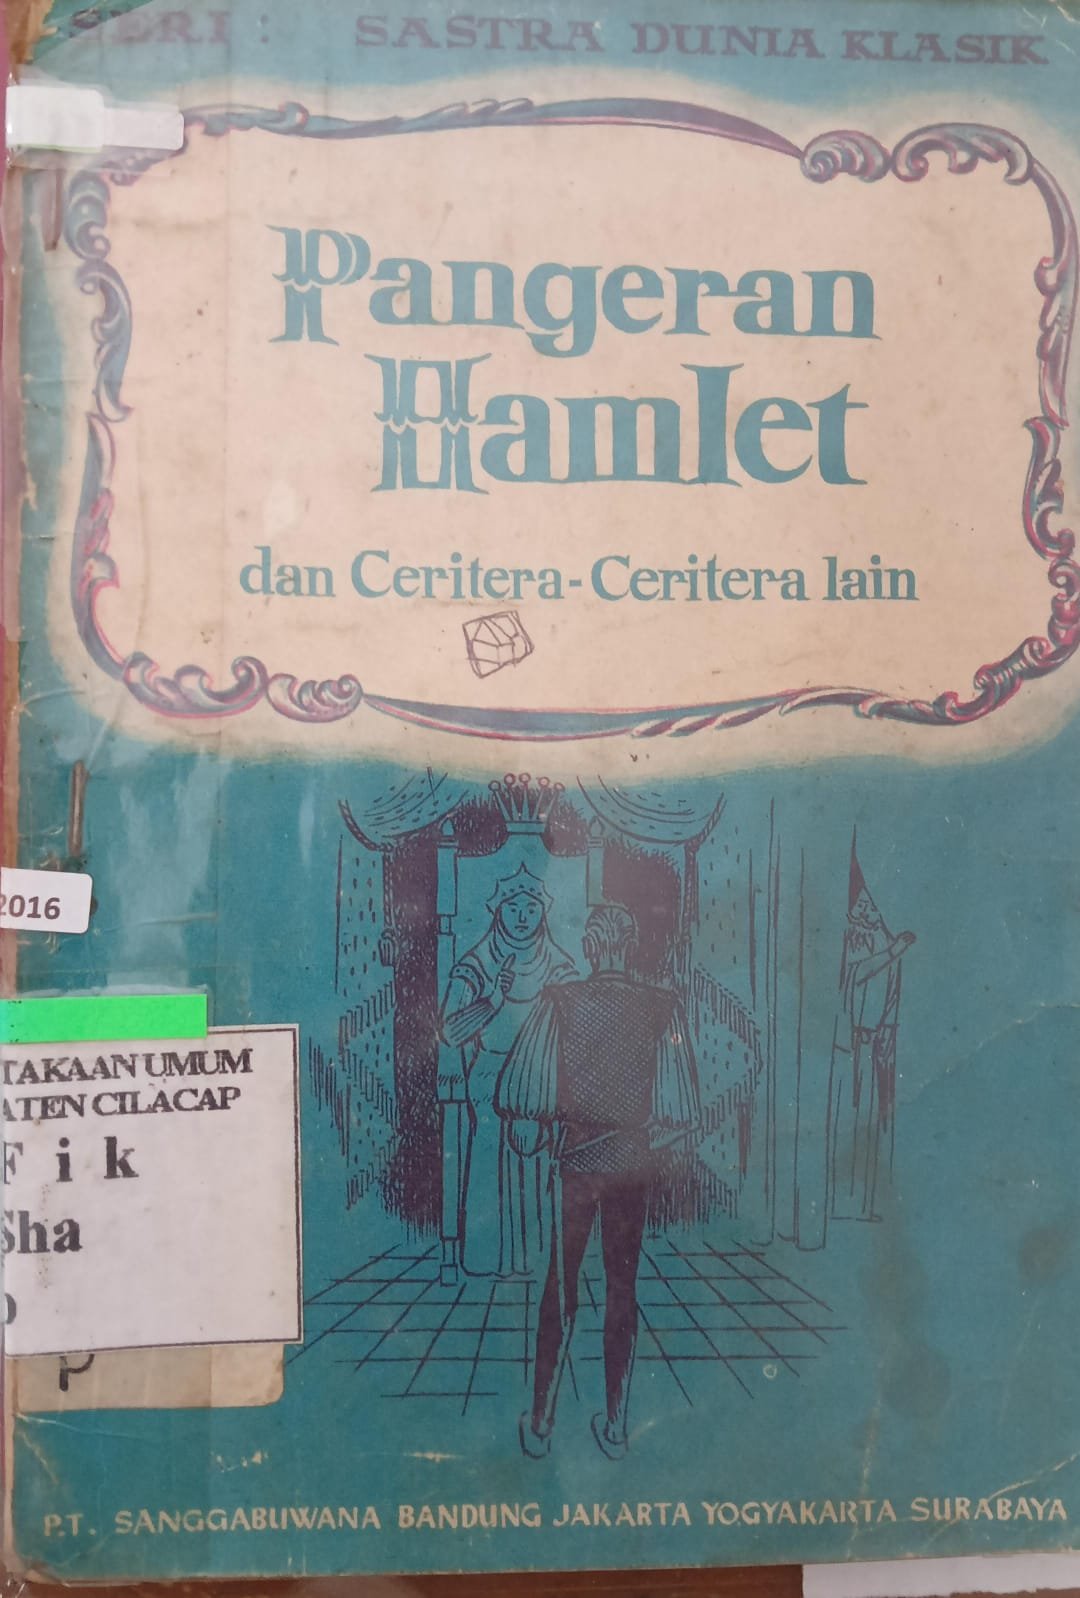 SERI : SASTRA DUNIA KLASIK
Pangeran
Hamlet
dan Ceritera-Ceritera lain
2016
TAKAAN UMUM
ATEN CILACAP
F i k
Sha
p
P
P.T. SANGGABUWANA BANDUNG JAKARTA YOGYAKARTA SURABAYA